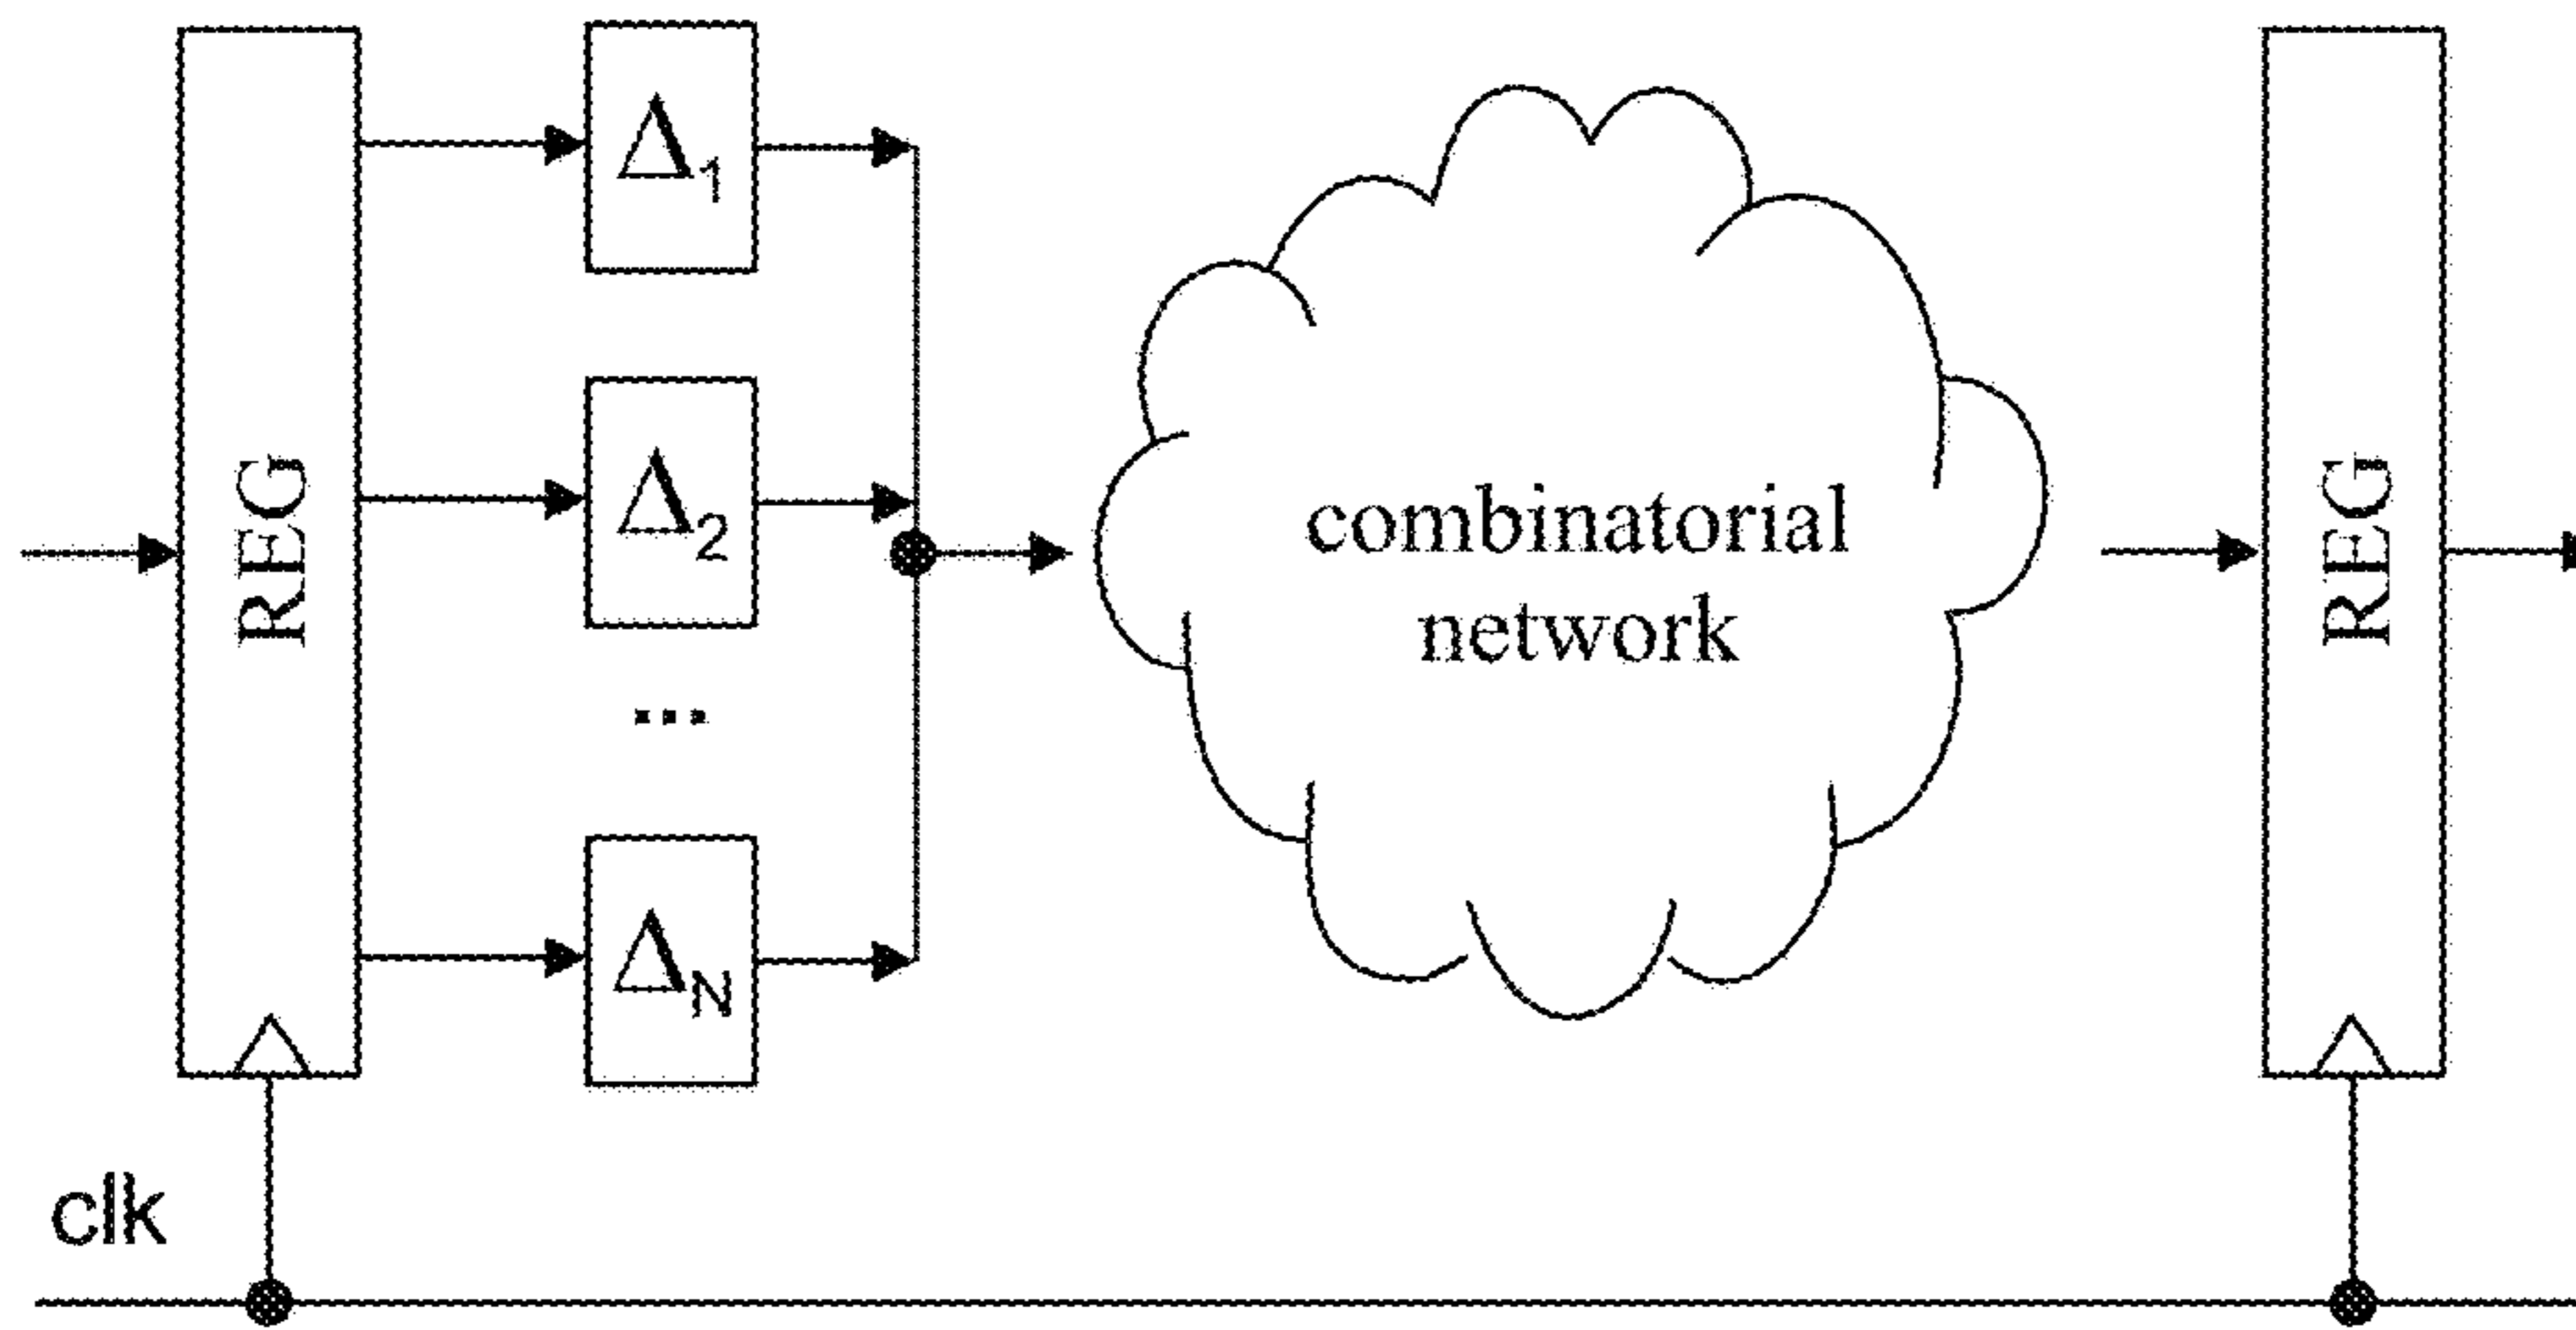 REG
Δ1
Δ2
...
ΔN
combinatorial
network
REG
clk